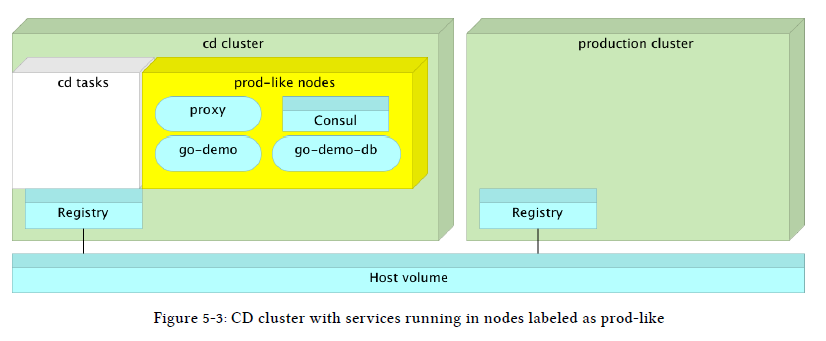 cd cluster
production cluster
cd tasks
prod-like nodes
proxy
Consul
go-demo
go-demo-db
Registry
Registry
Host volume
Figure 5-3: CD cluster with services running in nodes labeled as prod-like